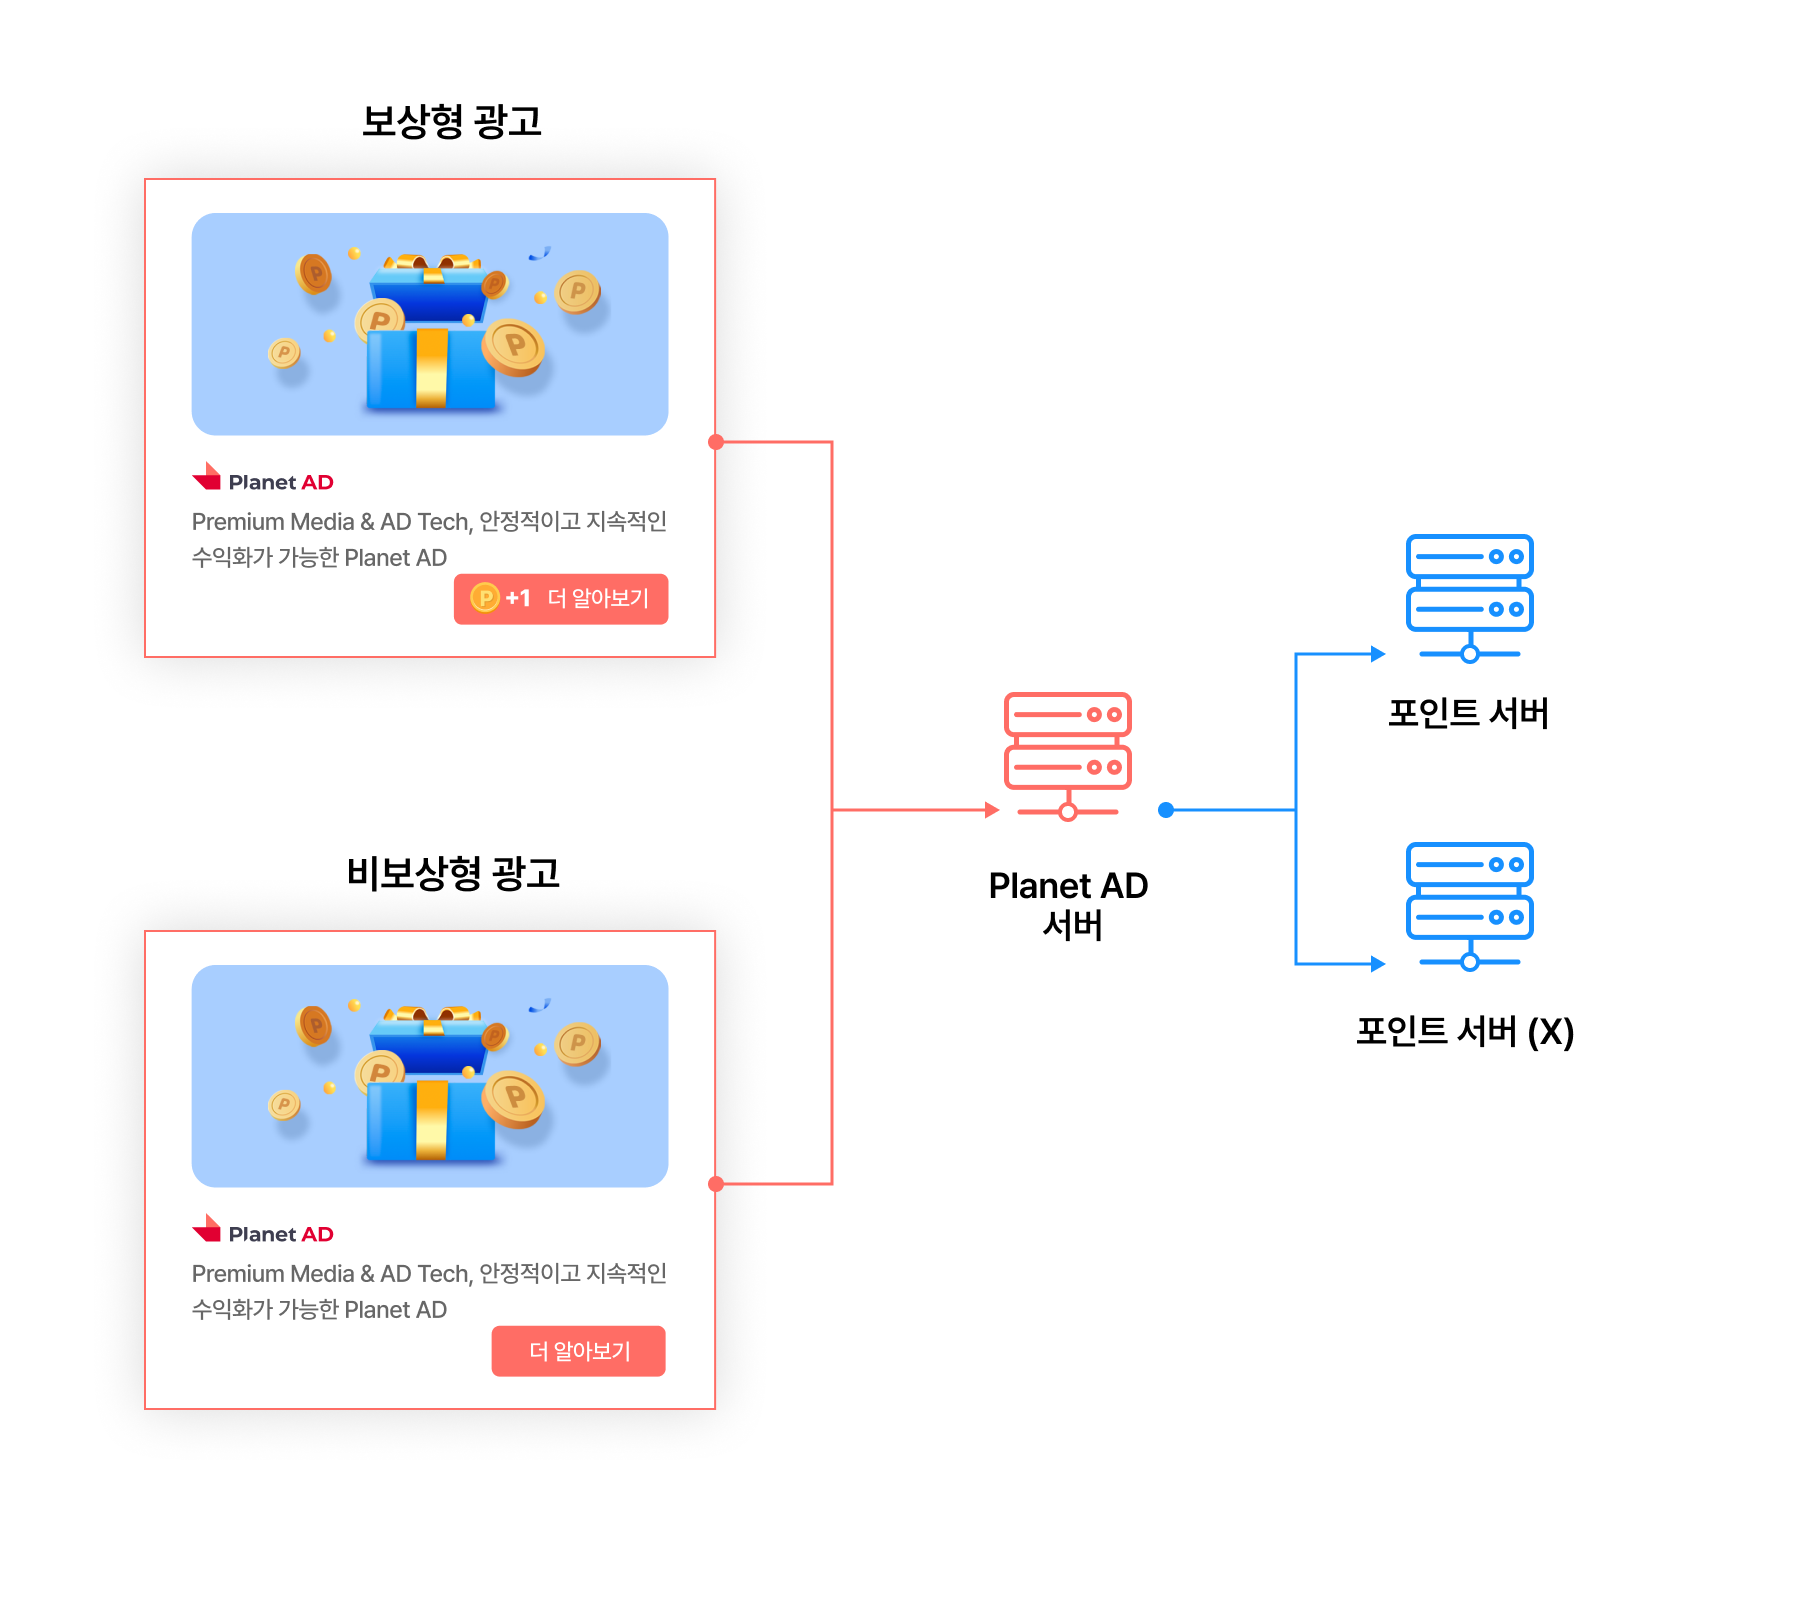 보상형 광고
P
P
P
P
P
P
Planet AD
Premium Media & AD Tech, 안정적이고 지속적인
수익화가 가능한 Planet AD
P +1 더 알아보기
포인트 서버
Planet AD
서버
비보상형 광고
P
P
P
P
P
P
Planet AD
Premium Media & AD Tech, 안정적이고 지속적인
수익화가 가능한 Planet AD
더 알아보기
포인트 서버 (X)